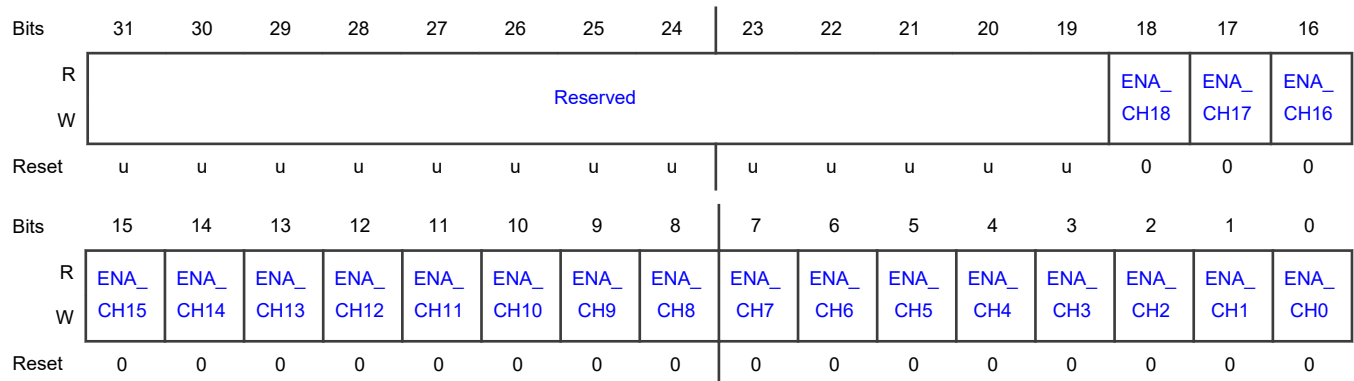 Bits 31 30 29 28 27 26 25 24 23 22 21 20 19 18 17 16
R
Reserved ENA_ ENA_ ENA_
CH18 CH17 CH16
W
Reset u u u u u u u u u u u u u 0 0 0
Bits 15 14 13 12 11 10 9 8 7 6 5 4 3 2 1 0
R ENA_ ENA_ ENA_ ENA_ ENA_ ENA_ ENA_ ENA_ ENA_ ENA_ ENA_ ENA_ ENA_ ENA_ ENA_ ENA_
W CH15 CH14 CH13 CH12 CH11 CH10 CH9 CH8 CH7 CH6 CH5 CH4 CH3 CH2 CH1 CH0
Reset 0 0 0 0 0 0 0 0 0 0 0 0 0 0 0 0